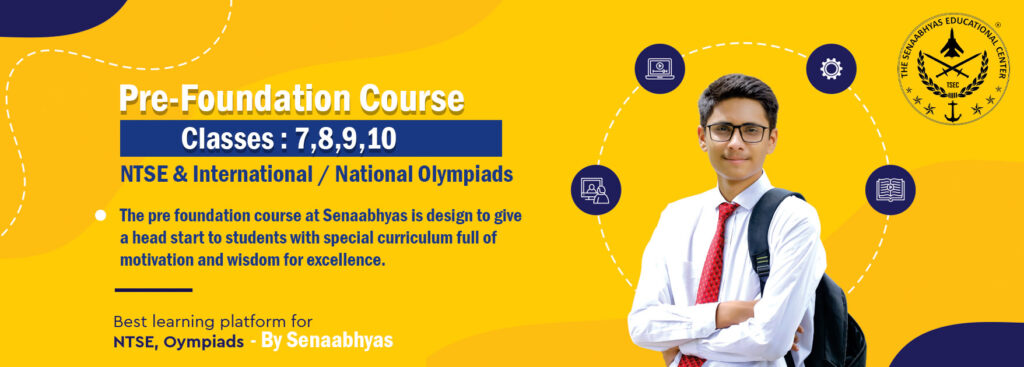 Pre-Foundation Course
Classes : 7,8,9,10
NTSE & International / National Olympiads
The pre foundation course at Senaabhyas is design to give
a head start to students with special curriculum full of
motivation and wisdom for excellence.
Best learning platform for
NTSE, Oympiads - By Senaabhyas
THE SENAABHYAS EDUCATIONAL CENTER
®
TSEC